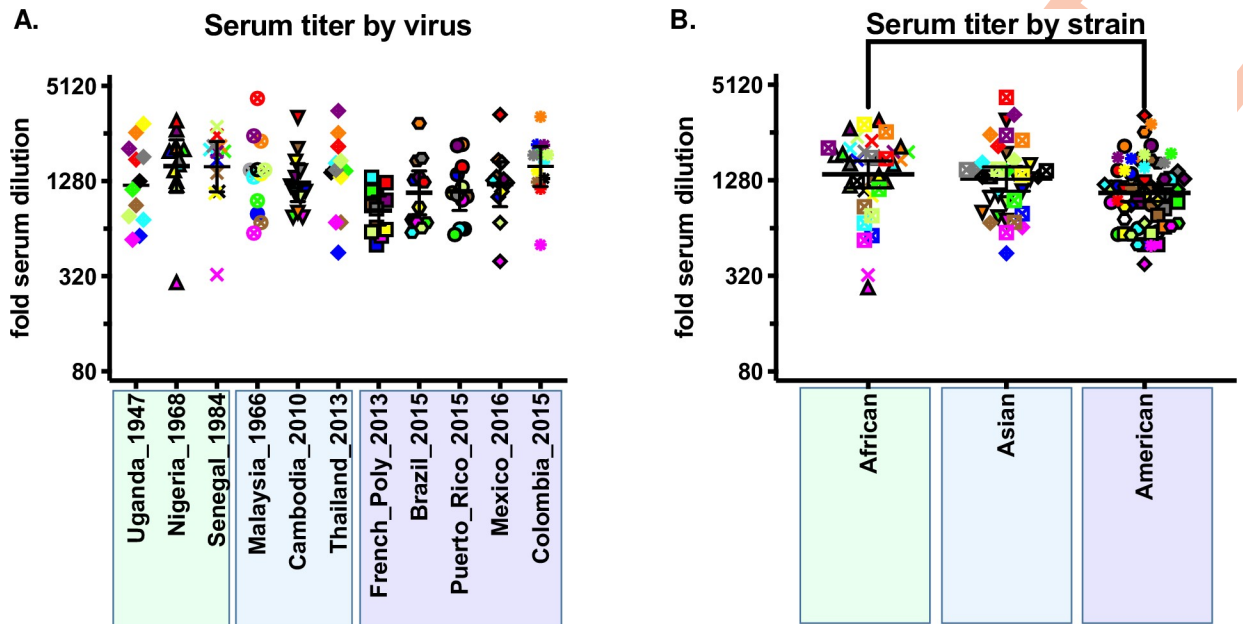 A.
Serum titer by virus
fold serum dilution
5120
1280
320
80
Uganda_1947
Nigeria_1968
Senegal_1984
Malaysia_1966
Cambodia_2010
Thailand_2013
French_Poly_2013
Brazil_2015
Puerto_Rico_2015
Mexico_2016
Colombia_2015
B.
Serum titer by strain
fold serum dilution
5120
1280
320
80
African
Asian
American